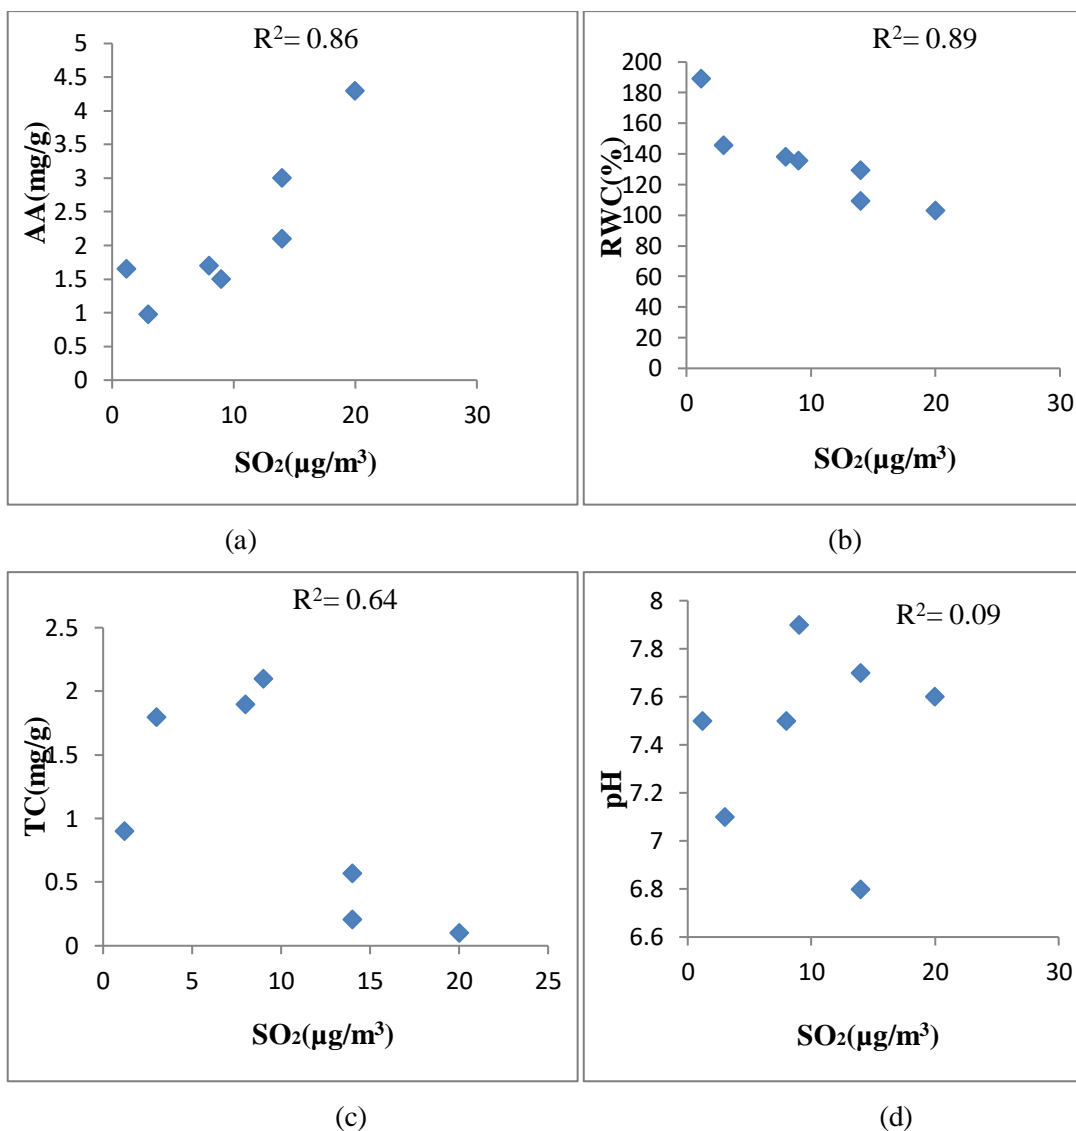 R²= 0.86
5
4.5
4
3.5
3
2.5
2
1.5
1
0.5
0
AA(mg/g)
0 10 20 30
SO₂(µg/m³)
(a)
R²= 0.89
200
180
160
140
120
100
80
60
40
20
0
RWC(%)
0 10 20 30
SO₂(µg/m³)
(b)
R²= 0.64
2.5
2
1.5
1
0.5
0
TC(mg/g)
0 5 10 15 20 25
SO₂(µg/m³)
(c)
R²= 0.09
8
7.8
7.6
7.4
7.2
7
6.8
6.6
pH
0 10 20 30
SO₂(µg/m³)
(d)